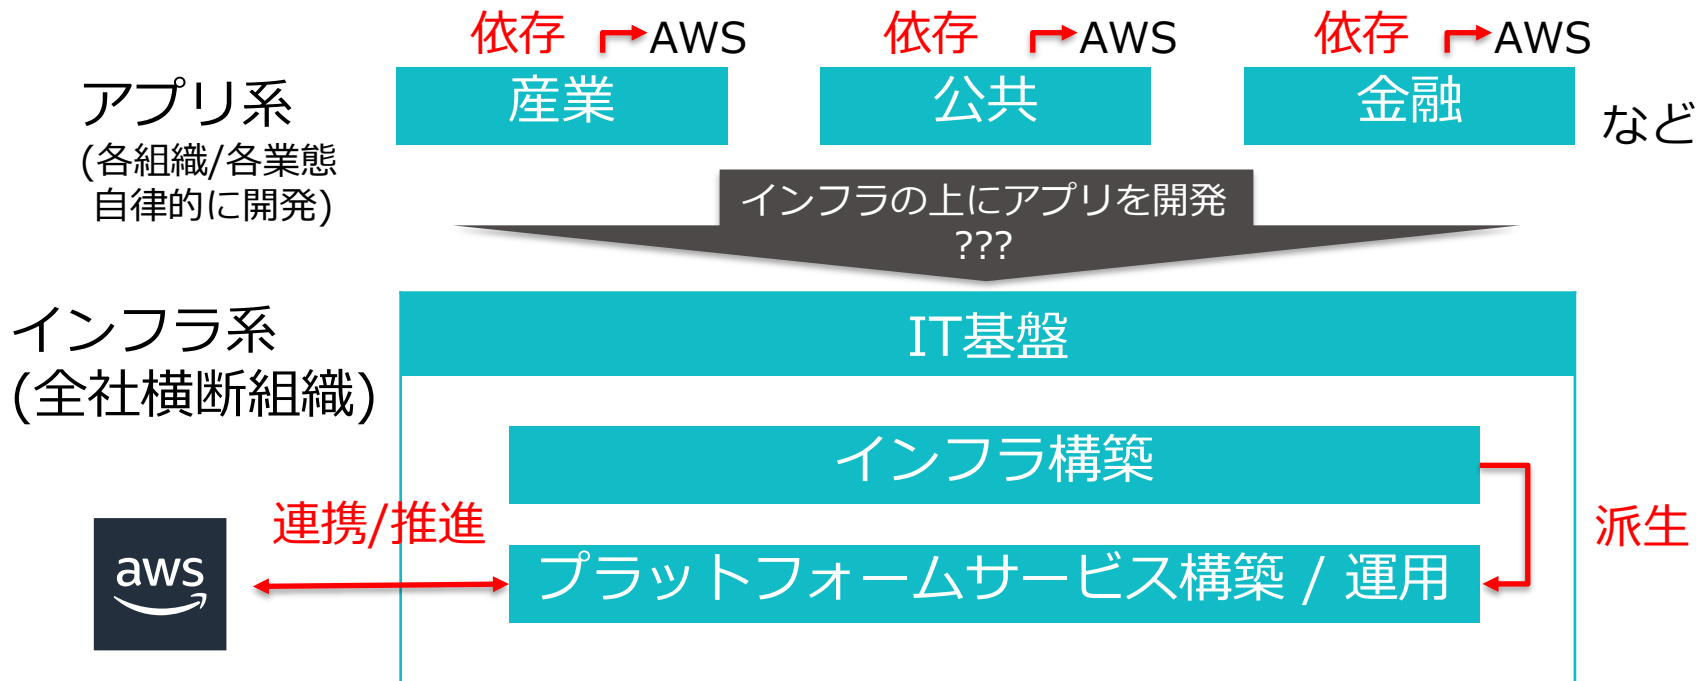 依存 AWS 依存 AWS 依存 AWS
アプリ系
(各組織/各業態
自律的に開発)
産業 公共 金融 など
インフラの上にアプリを開発
???
インフラ系
(全社横断組織)
IT基盤
インフラ構築
連携/推進
派生
aws
プラットフォームサービス構築 / 運用